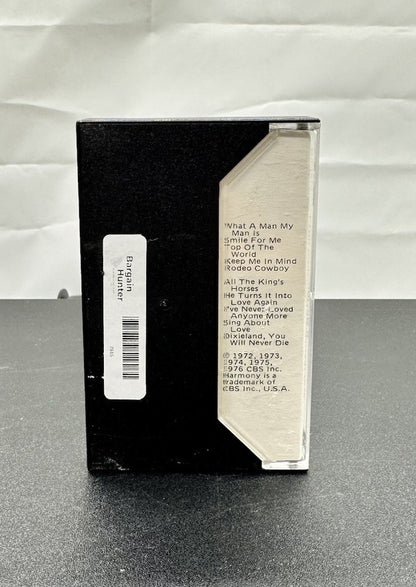 What A Man My
Man Is
Smile For Me
Top Of The
World
Keep Me In Mind
Rodeo Cowboy
All The King's
Horses
He Turns It Into
Love Again
I've Never Loved
Anyone More
Sing About
Love
Dixieland, You
Will Never Die
℗ 1972, 1973,
1974, 1975,
1976 CBS Inc.
Harmony is a
trademark of
CBS Inc., U.S.A.
Bargain
Hunter